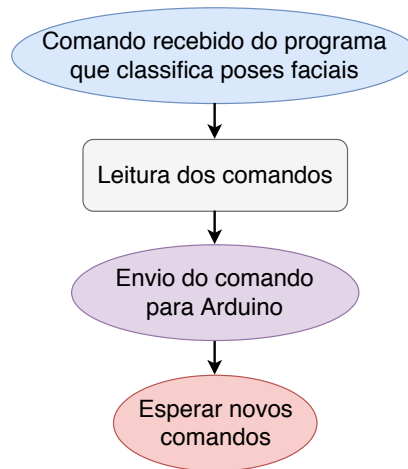 Comando recebido do programa
que classifica poses faciais
Leitura dos comandos
Envio do comando
para Arduino
Esperar novos
comandos